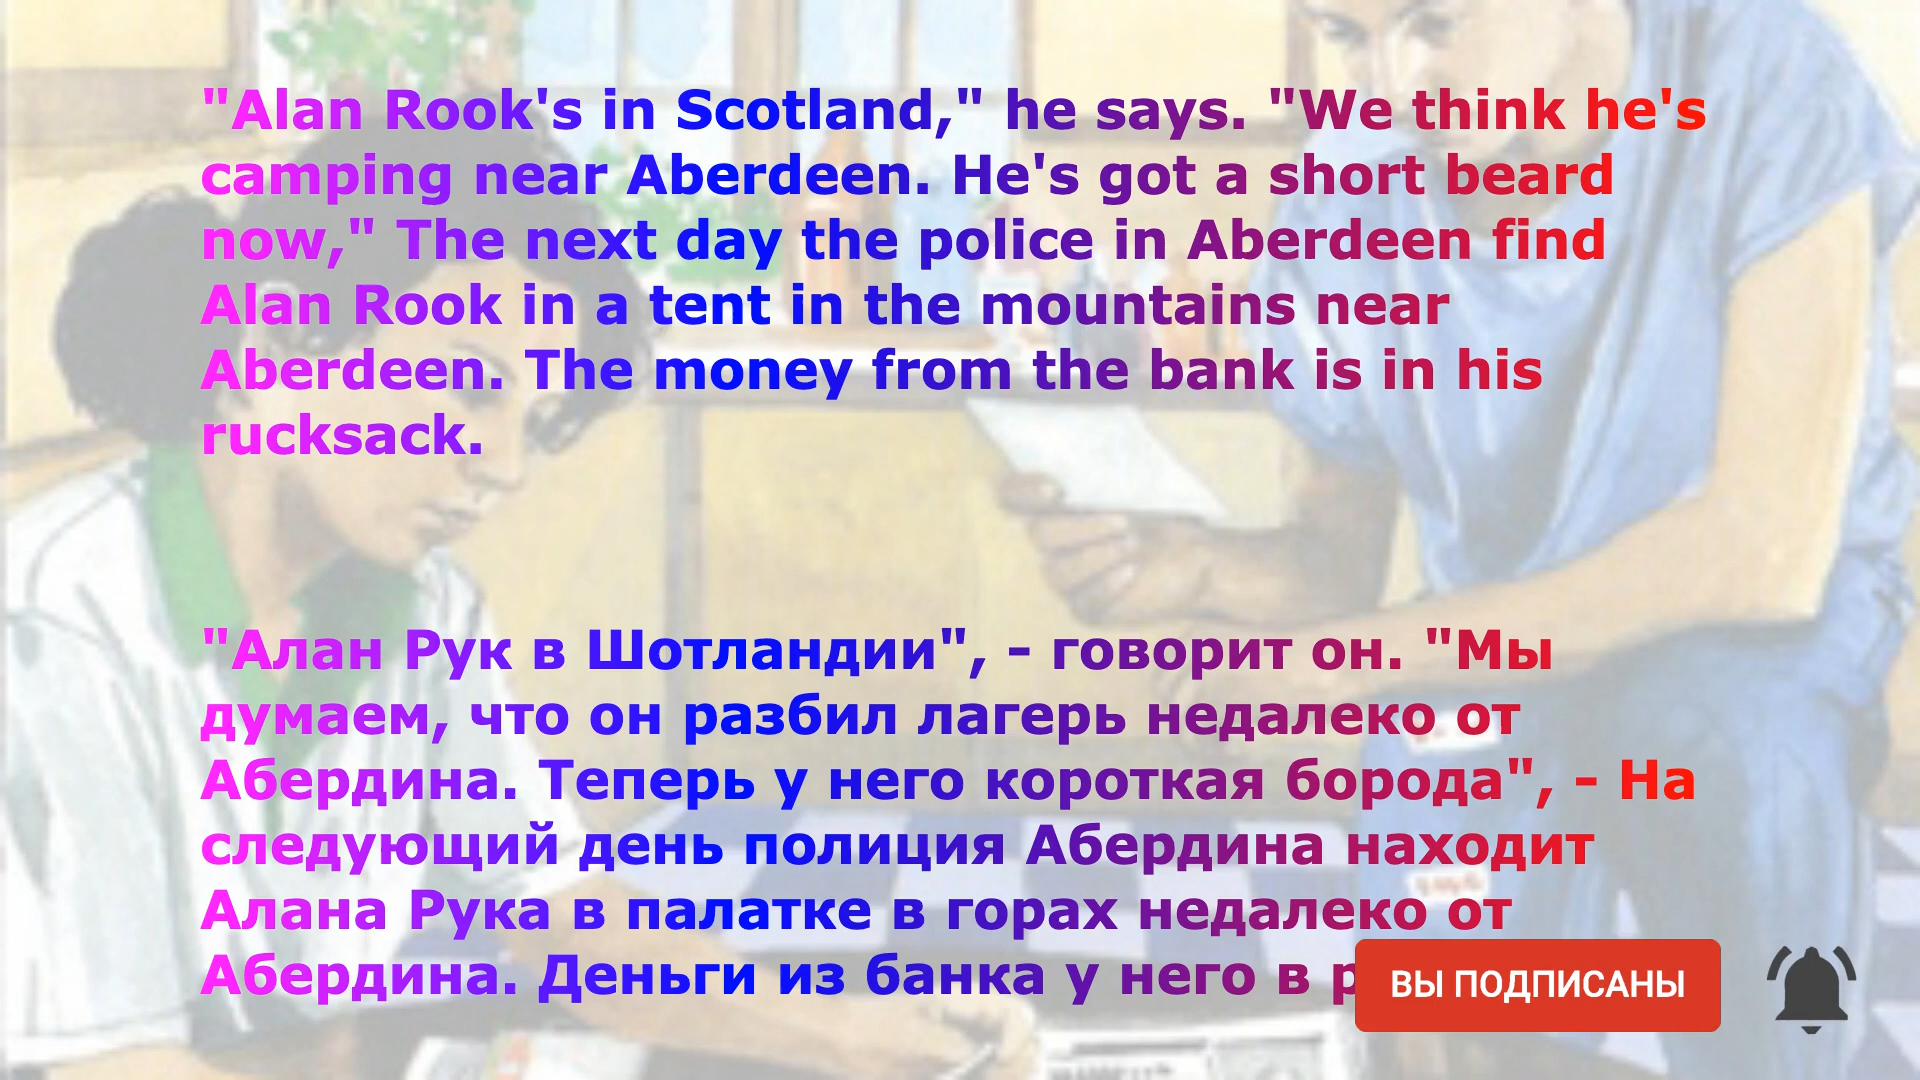 "Alan Rook's in Scotland," he says. "We think he's
camping near Aberdeen. He's got a short beard
now," The next day the police in Aberdeen find
Alan Rook in a tent in the mountains near
Aberdeen. The money from the bank is in his
rucksack.
"Алан Рук в Шотландии", - говорит он. "Мы
думаем, что он разбил лагерь недалеко от
Абердина. Теперь у него короткая борода", - На
следующий день полиция Абердина находит
Алана Рука в палатке в горах недалеко от
Абердина. Деньги из банка у него в
ВЫ ПОДПИСАНЫ